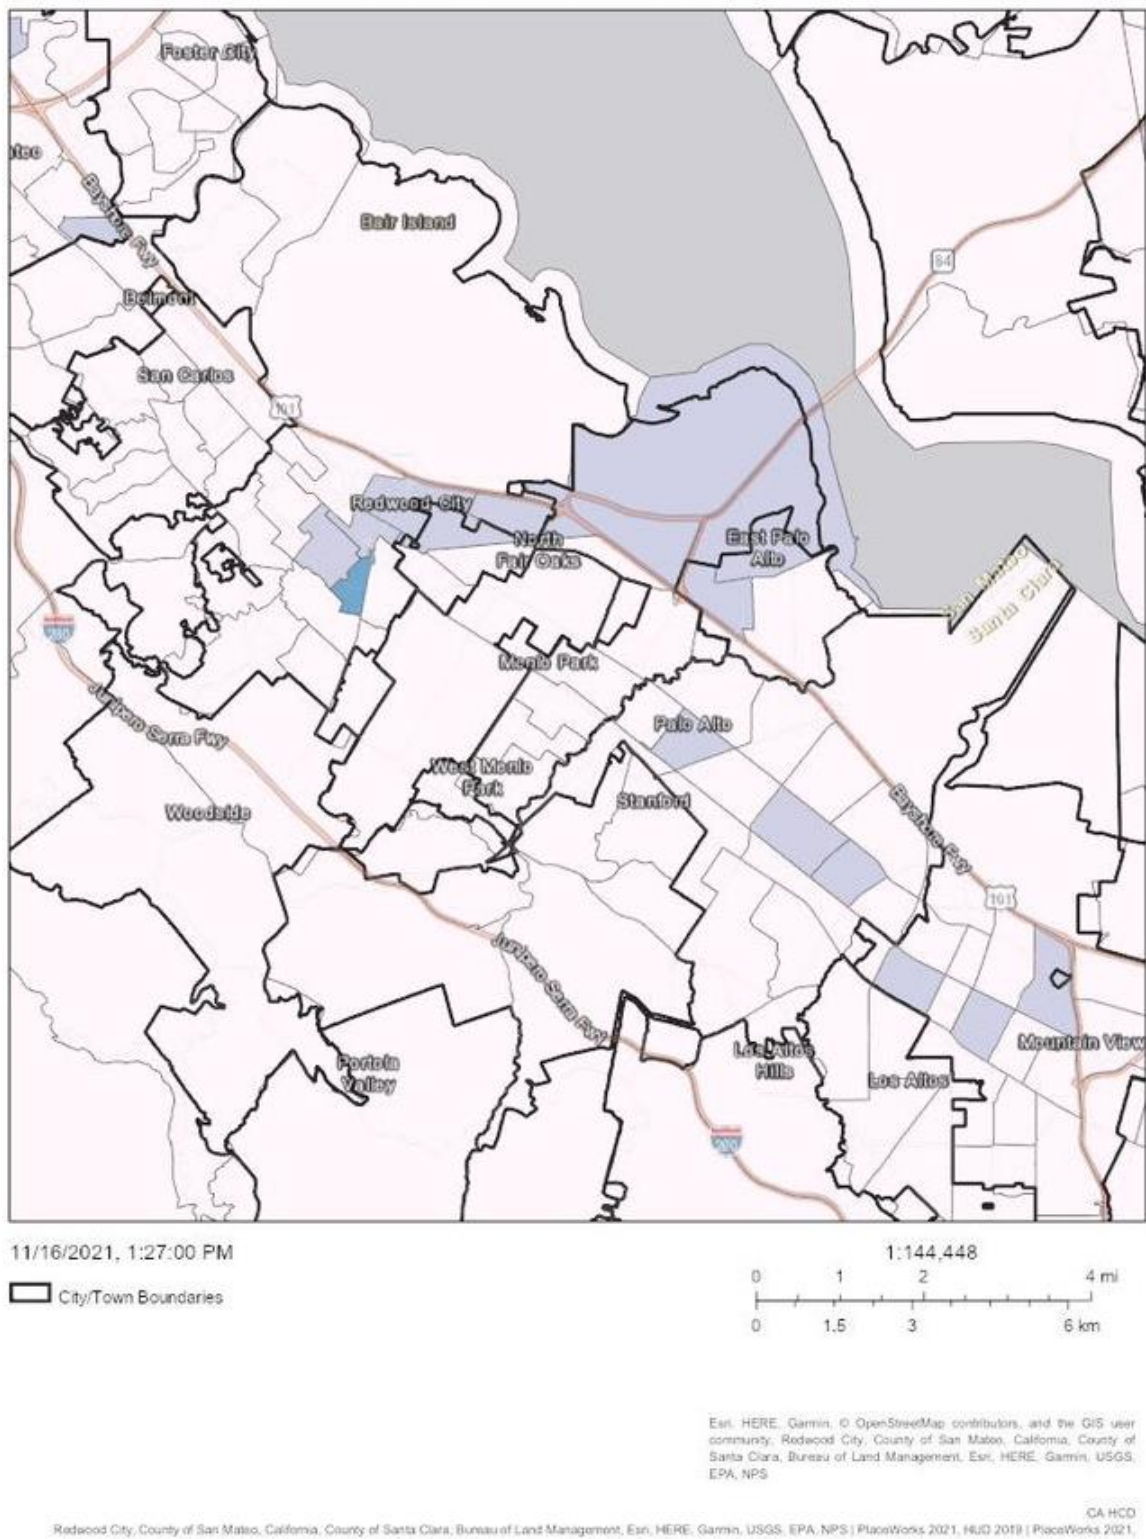 Foster City
ateo
Bayshore Fwy
Bair Island
84
Belmont
San Carlos
101
Redwood City
North
Fair Oaks
East Palo
Alto
San Mateo
Santa Clara
280
Menlo Park
Junipero Serra Fwy
Palo Alto
West Menlo
Park
Stanford
Woodside
Bayshore Fwy
101
Junipero Serra Fwy
Mountain View
Portola
Valley
Los Altos
Hills
Los Altos
280
11/16/2021, 1:27:00 PM
1:144,448
0 1 2 4 mi
City/Town Boundaries
0 1.5 3 6 km
Esri, HERE, Garmin, © OpenStreetMap contributors, and the GIS user
community, Redwood City, County of San Mateo, California, County of
Santa Clara, Bureau of Land Management, Esri, HERE, Garmin, USGS,
EPA, NPS
CA HCD
Redwood City, County of San Mateo, California, County of Santa Clara, Bureau of Land Management, Esri, HERE, Garmin, USGS, EPA, NPS | PlaceWorks 2021, HUD 2019 | PlaceWorks 2021